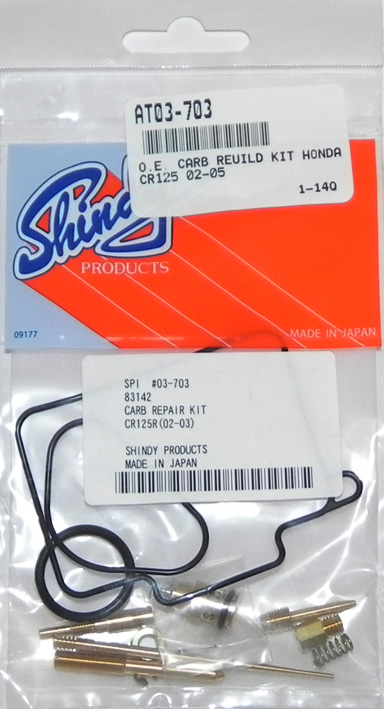 AT03-703
O.E. CARB REUILD KIT HONDA
CR125 02-05
1-14Q
Shindy
PRODUCTS
09177
MADE IN JAPAN
SPI #03-703
83142
CARB REPAIR KIT
CR125R(02-03)
SHINDY PRODUCTS
MADE IN JAPAN